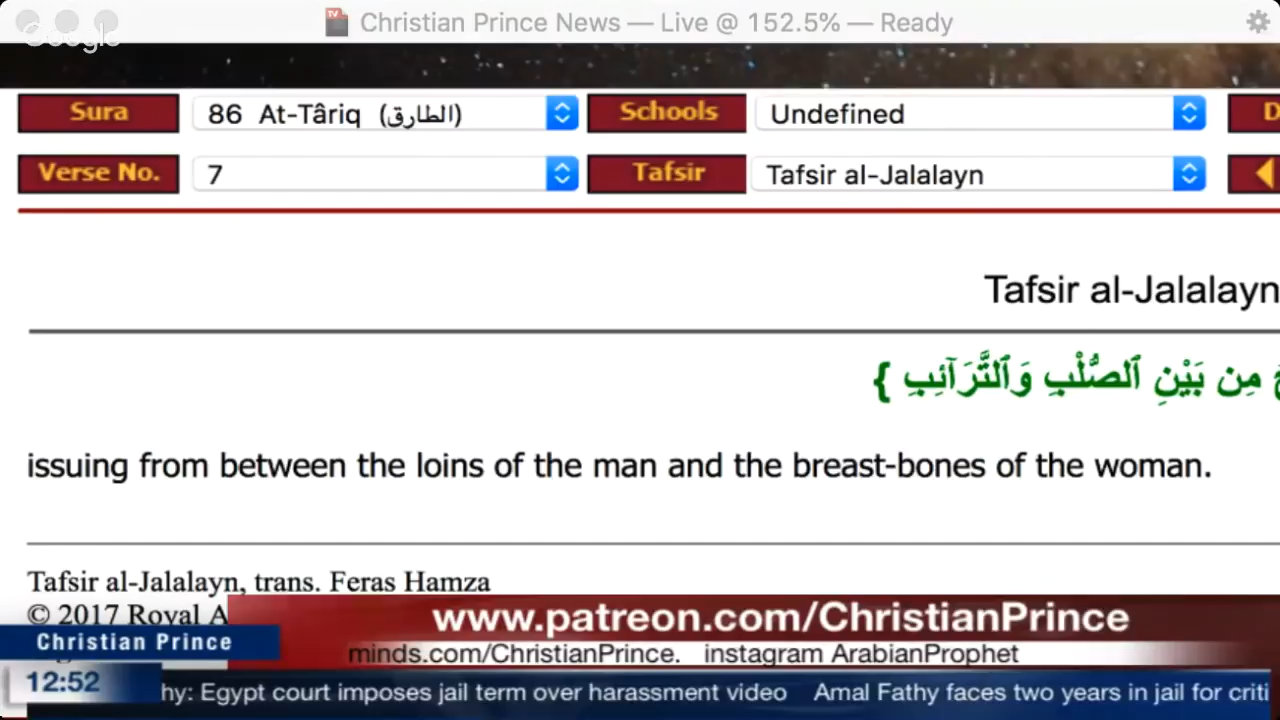 Christian Prince News — Live @ 152.5% — Ready
Google
Sura 86 At-Târiq (الطارق) Schools Undefined
Verse No. 7 Tafsir Tafsir al-Jalalayn
Tafsir al-Jalalayn
مِن بَيْنِ ٱلصُّلْبِ وَٱلتَّرَآئِبِ }
issuing from between the loins of the man and the breast-bones of the woman.
Tafsir al-Jalalayn, trans. Feras Hamza
© 2017 Royal A
www.patreon.com/ChristianPrince
Christian Prince
minds.com/ChristianPrince. instagram ArabianProphet
12:52
hy: Egypt court imposes jail term over harassment video Amal Fathy faces two years in jail for criti